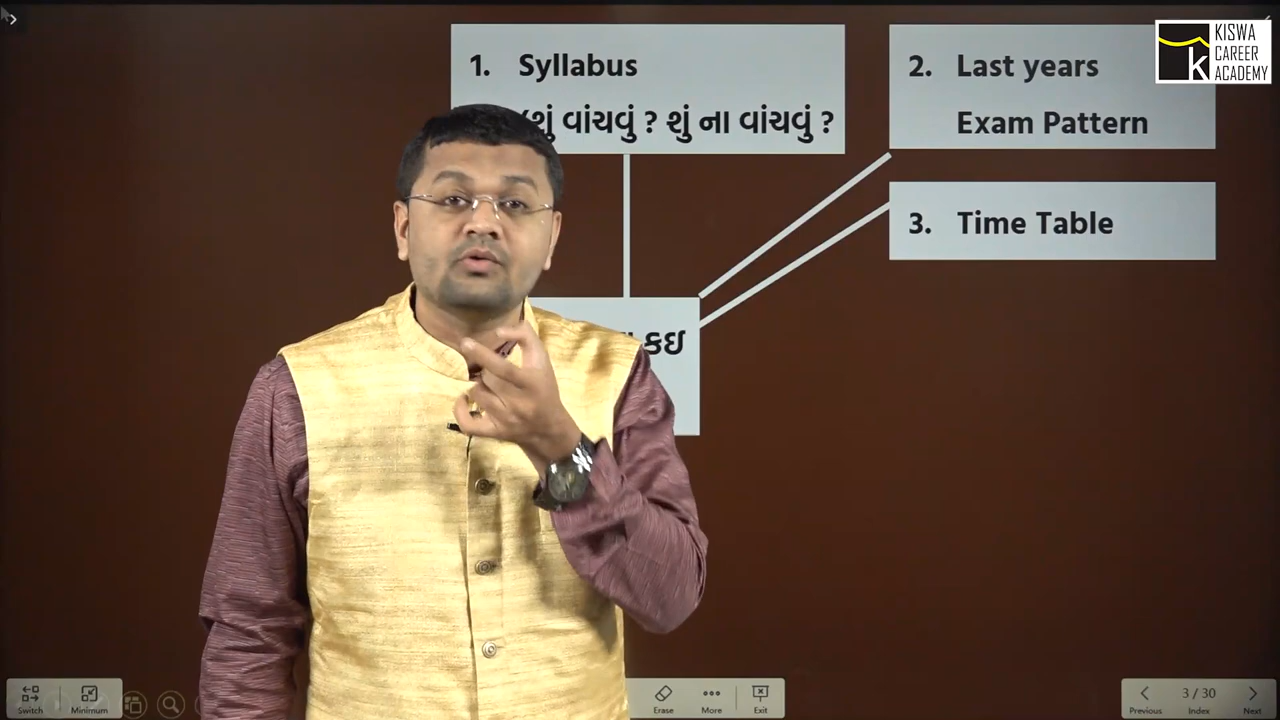 1. Syllabus
શું વાંચવું ? શું ના વાંચવું ?
2. Last years
Exam Pattern
3. Time Table
કઇ
KISWA
CAREER
ACADEMY
Switch
Minimum
Erase
More
Exit
Previous
3 / 30
Index
Next